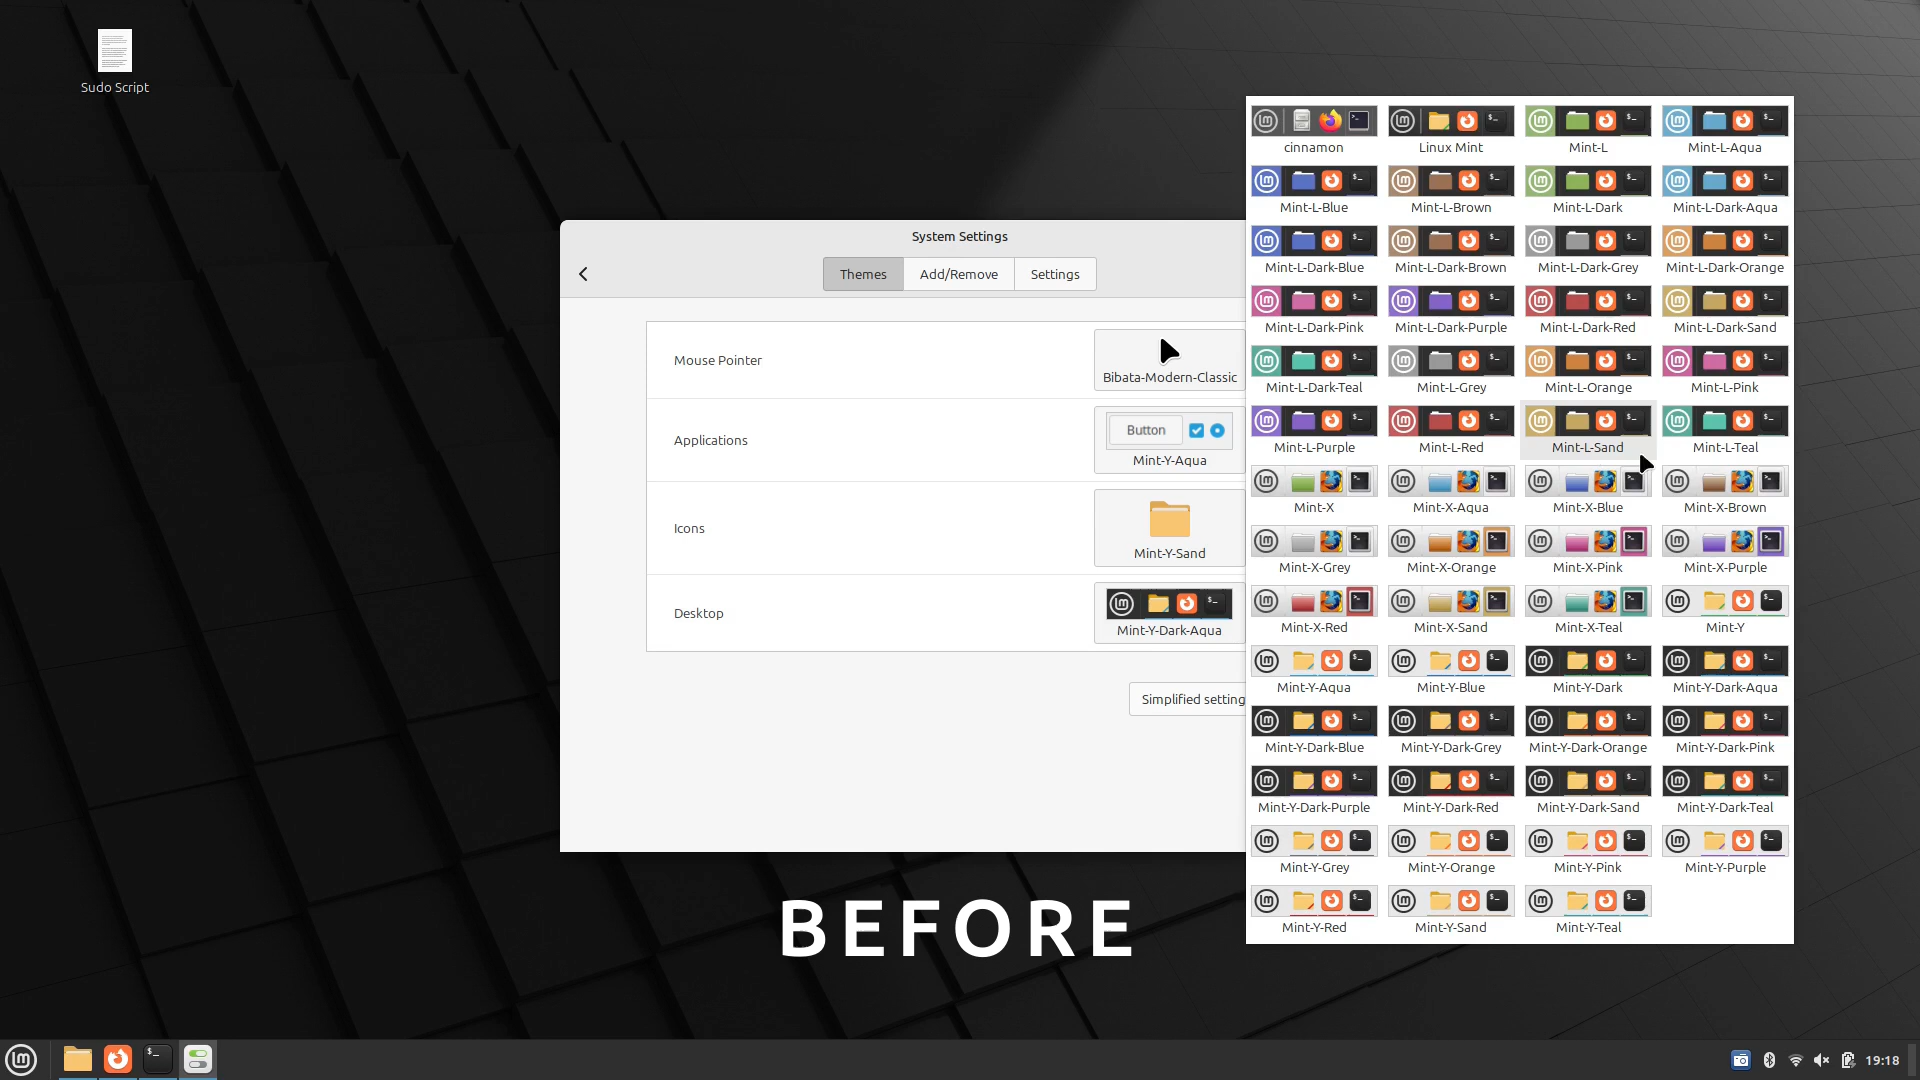 Sudo Script
System Settings
Themes
Add/Remove
Settings
Mouse Pointer
Bibata-Modern-Classic
Applications
Button
Mint-Y-Aqua
Icons
Mint-Y-Sand
Desktop
Mint-Y-Dark-Aqua
Simplified setting
cinnamon
Linux Mint
Mint-L
Mint-L-Aqua
Mint-L-Blue
Mint-L-Brown
Mint-L-Dark
Mint-L-Dark-Aqua
Mint-L-Dark-Blue
Mint-L-Dark-Brown
Mint-L-Dark-Grey
Mint-L-Dark-Orange
Mint-L-Dark-Pink
Mint-L-Dark-Purple
Mint-L-Dark-Red
Mint-L-Dark-Sand
Mint-L-Dark-Teal
Mint-L-Grey
Mint-L-Orange
Mint-L-Pink
Mint-L-Purple
Mint-L-Red
Mint-L-Sand
Mint-L-Teal
Mint-X
Mint-X-Aqua
Mint-X-Blue
Mint-X-Brown
Mint-X-Grey
Mint-X-Orange
Mint-X-Pink
Mint-X-Purple
Mint-X-Red
Mint-X-Sand
Mint-X-Teal
Mint-Y
Mint-Y-Aqua
Mint-Y-Blue
Mint-Y-Dark
Mint-Y-Dark-Aqua
Mint-Y-Dark-Blue
Mint-Y-Dark-Grey
Mint-Y-Dark-Orange
Mint-Y-Dark-Pink
Mint-Y-Dark-Purple
Mint-Y-Dark-Red
Mint-Y-Dark-Sand
Mint-Y-Dark-Teal
Mint-Y-Grey
Mint-Y-Orange
Mint-Y-Pink
Mint-Y-Purple
Mint-Y-Red
Mint-Y-Sand
Mint-Y-Teal
BEFORE
19:18